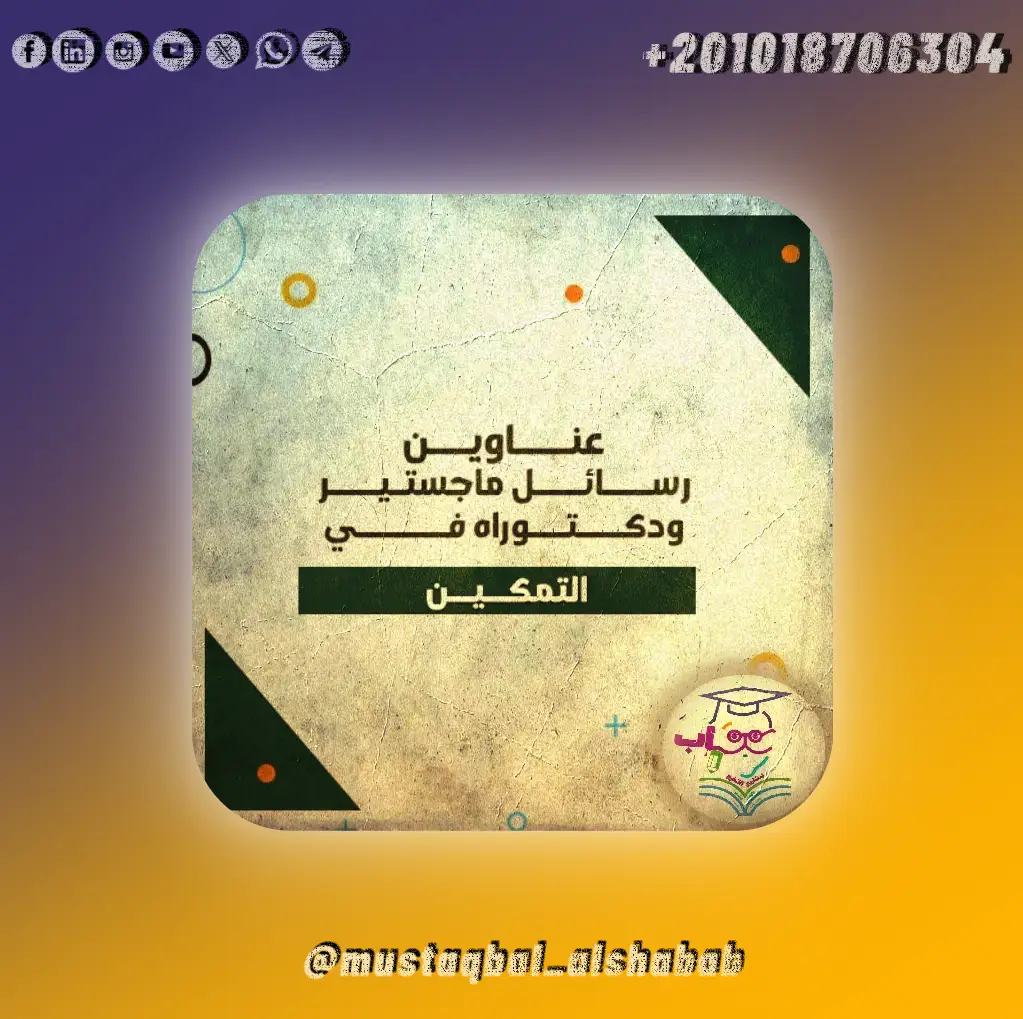 +201018706304
عناوين
رسائل ماجستير
ودكتوراه في
التمكين
@mustaqbal_alshabab